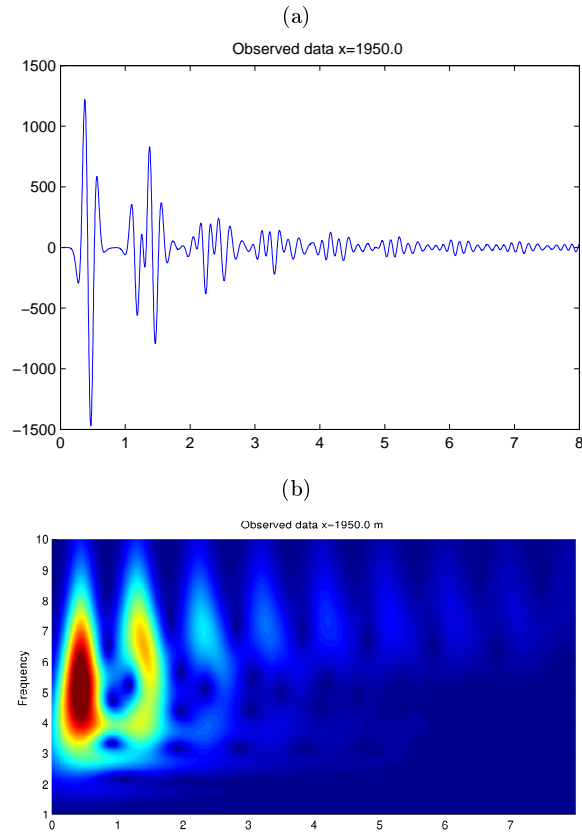 (a)
Observed data x=1950.0
1500
1000
500
0
−500
−1000
−1500
0 1 2 3 4 5 6 7 8
(b)
Observed data x−1950.0 m
10
9
8
7
6
5
4
3
2
1
Frequency
0 1 2 3 4 5 6 7